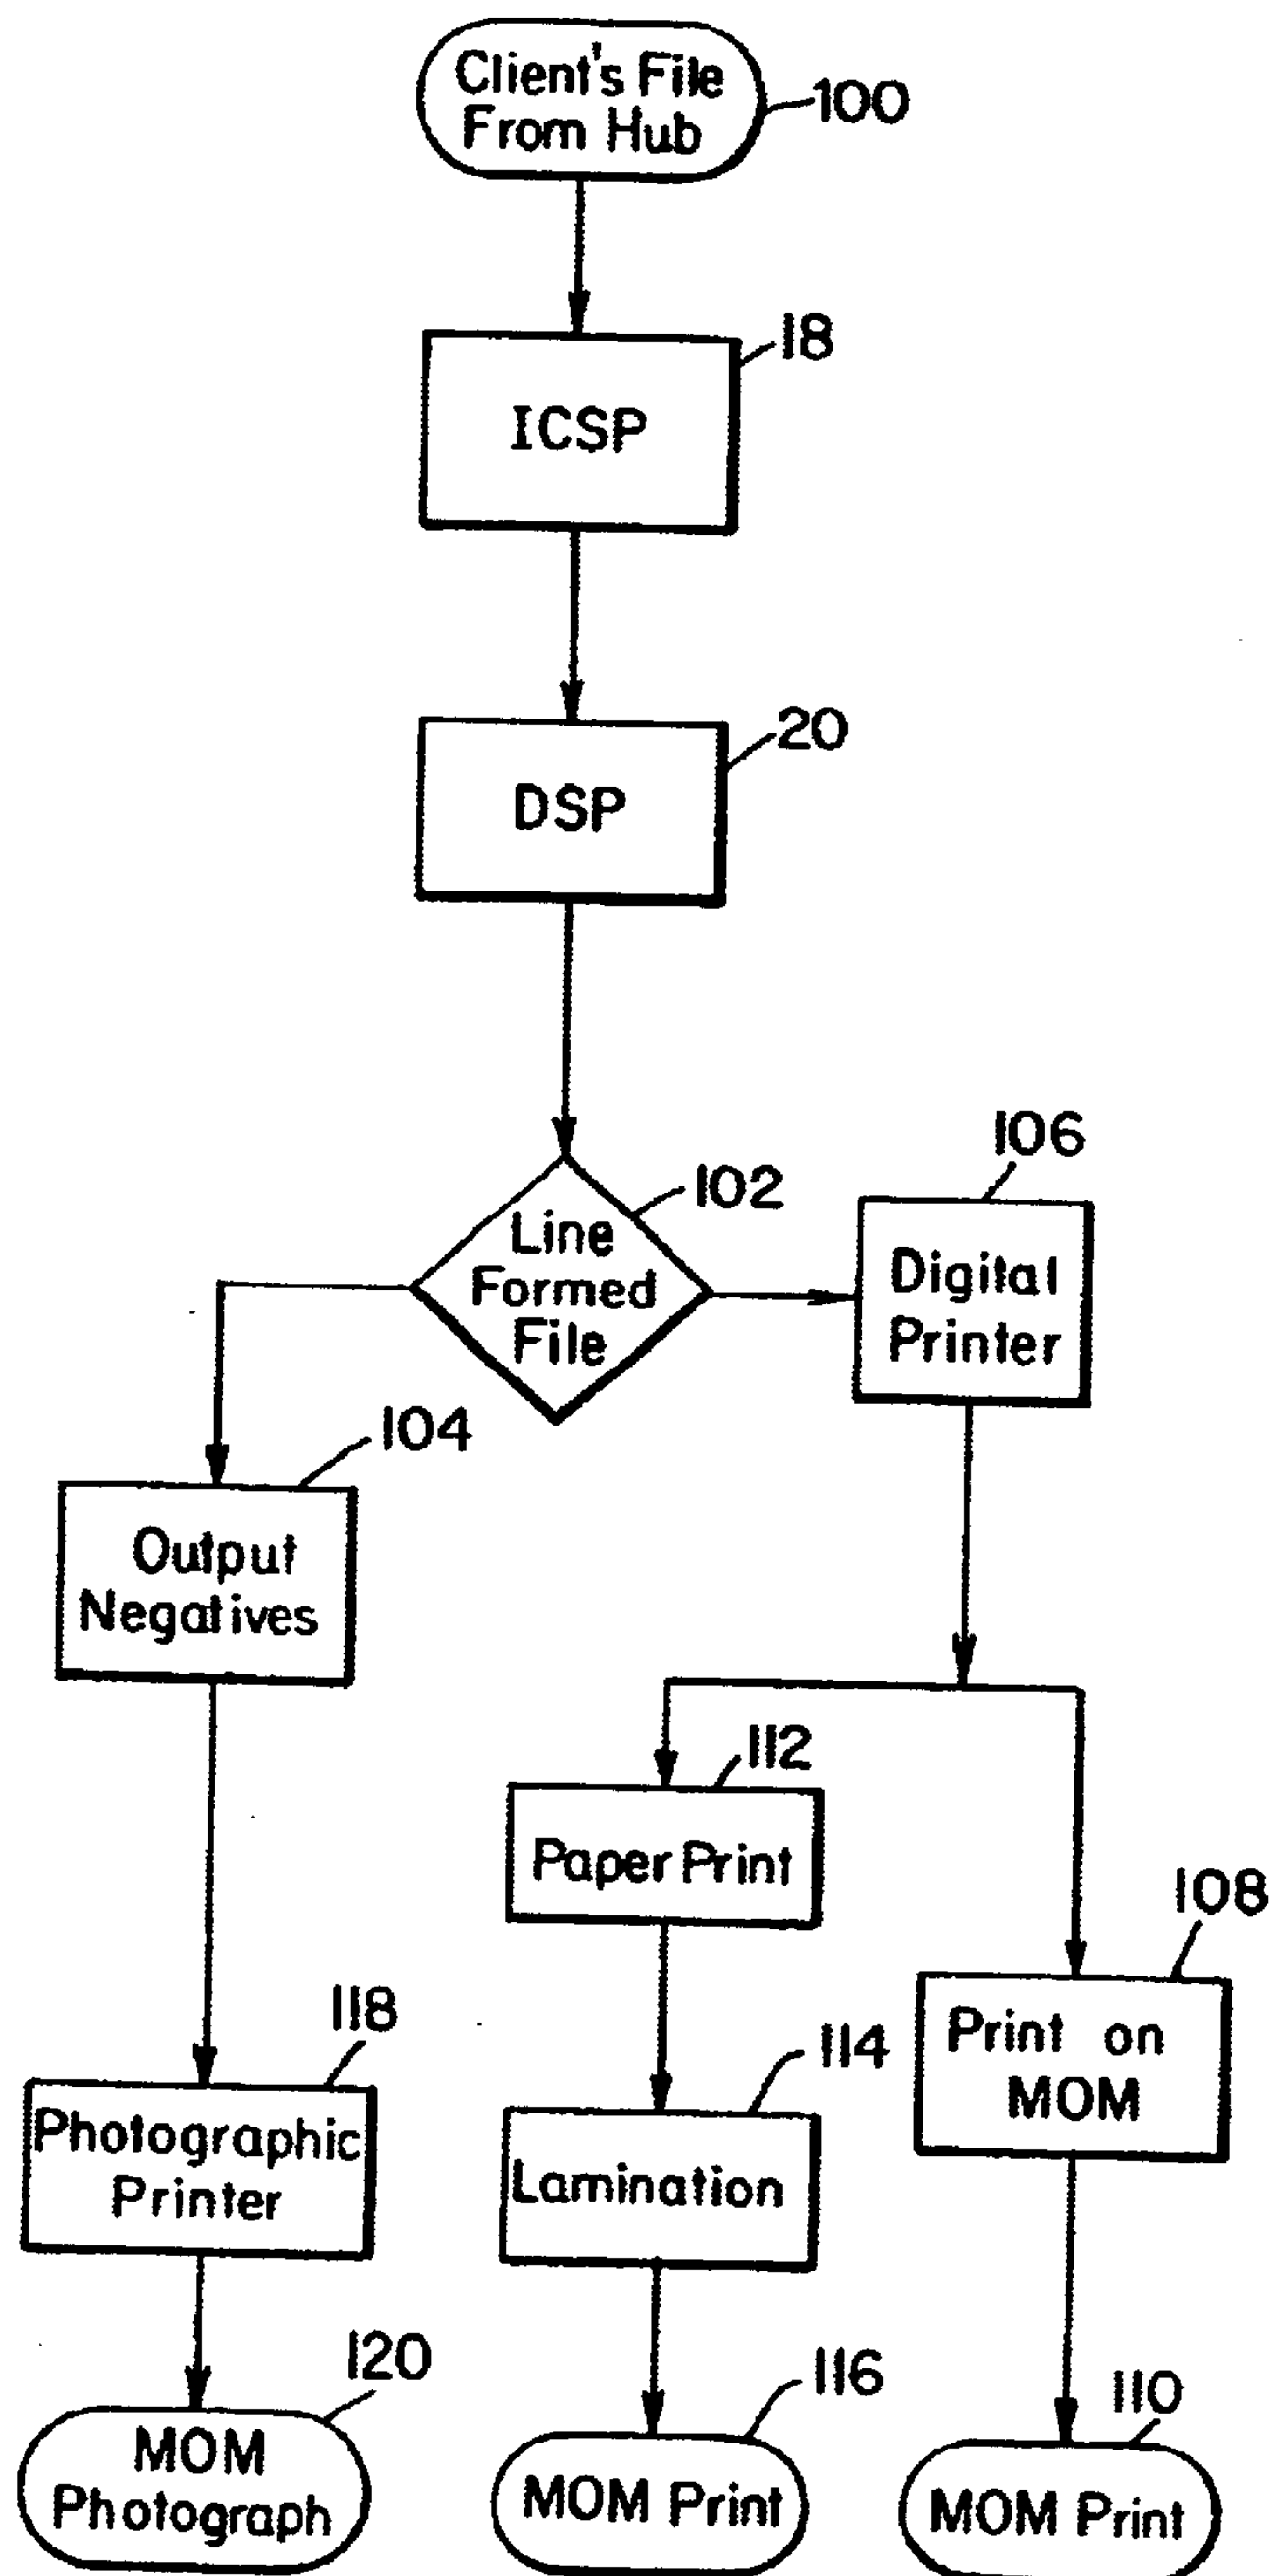 Client's File
From Hub
100
18
ICSP
20
DSP
102
Line
Formed
File
106
Digital
Printer
104
Output
Negatives
112
Paper Print
108
Print on
MOM
118
Photographic
Printer
114
Lamination
120
MOM
Photograph
116
MOM Print
110
MOM Print